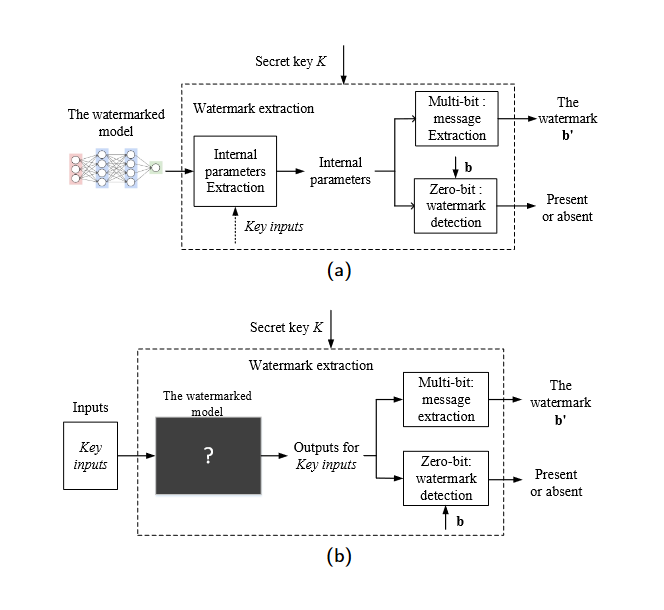 Secret key K
The watermarked
model
Watermark extraction
Internal
parameters
Extraction
Key inputs
Internal
parameters
Multi-bit :
message
Extraction
b
Zero-bit :
watermark
detection
The
watermark
b'
Present
or absent
(a)
Secret key K
Watermark extraction
Inputs
Key
inputs
The watermarked
model
?
Outputs for
Key inputs
Multi-bit:
message
extraction
Zero-bit:
watermark
detection
b
The
watermark
b'
Present
or absent
(b)